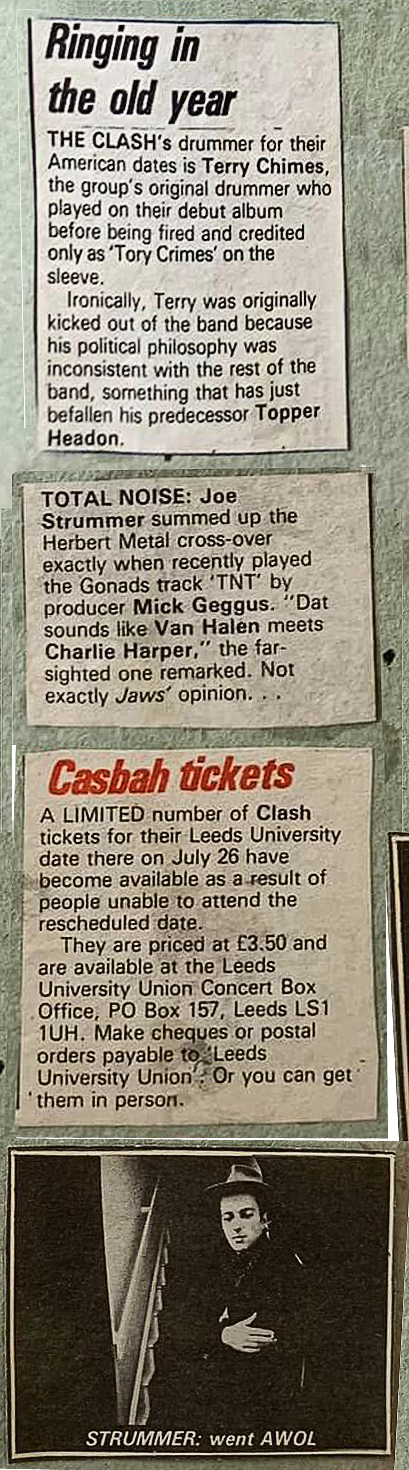 Ringing in
the old year
THE CLASH's drummer for their
American dates is Terry Chimes,
the group's original drummer who
played on their debut album
before being fired and credited
only as 'Tory Crimes' on the
sleeve.
Ironically, Terry was originally
kicked out of the band because
his political philosophy was
inconsistent with the rest of the
band, something that has just
befallen his predecessor Topper
Headon.
TOTAL NOISE: Joe
Strummer summed up the
Herbert Metal cross-over
exactly when recently played
the Gonads track 'TNT' by
producer Mick Geggus. "Dat
sounds like Van Halen meets
Charlie Harper," the far-
sighted one remarked. Not
exactly Jaws' opinion. . .
Casbah tickets
A LIMITED number of Clash
tickets for their Leeds University
date there on July 26 have
become available as a result of
people unable to attend the
rescheduled date.
They are priced at £3.50 and
are available at the Leeds
University Union Concert Box
Office, PO Box 157, Leeds LS1
1UH. Make cheques or postal
orders payable to 'Leeds
University Union'. Or you can get
them in person.
STRUMMER: went AWOL